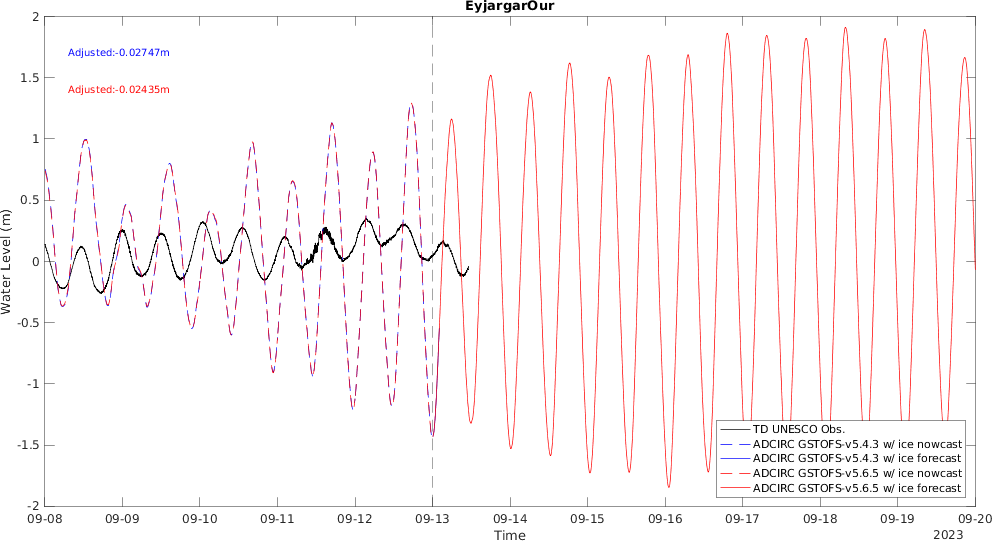 EyjargarOur
Adjusted:-0.02747m
Adjusted:-0.02435m
Water Level (m)
2
1.5
1
0.5
0
-0.5
-1
-1.5
-2
TD UNESCO Obs.
ADCIRC GSTOFS-v5.4.3 w/ ice nowcast
ADCIRC GSTOFS-v5.4.3 w/ ice forecast
ADCIRC GSTOFS-v5.6.5 w/ ice nowcast
ADCIRC GSTOFS-v5.6.5 w/ ice forecast
09-08 09-09 09-10 09-11 09-12 09-13 09-14 09-15 09-16 09-17 09-18 09-19 09-20
Time
2023